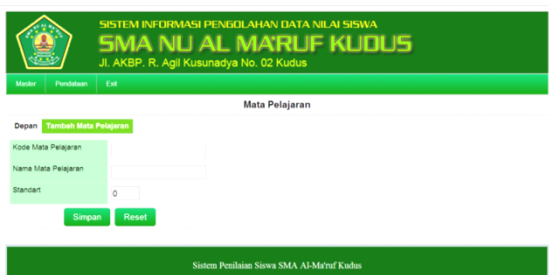 SISTEM INFORMASI PENGOLAHAN DATA NILAI SISWA
SMA NU AL MA'RUF KUDUS
Jl. AKBP. R. Agil Kusunadya No. 02 Kudus
Master Pendataan Exit
Mata Pelajaran
Depan Tambah Mata Pelajaran
Kode Mata Pelajaran
Nama Mata Pelajaran
Standart 0
Simpan Reset
Sistem Penilaian Siswa SMA Al-Ma'ruf Kudus